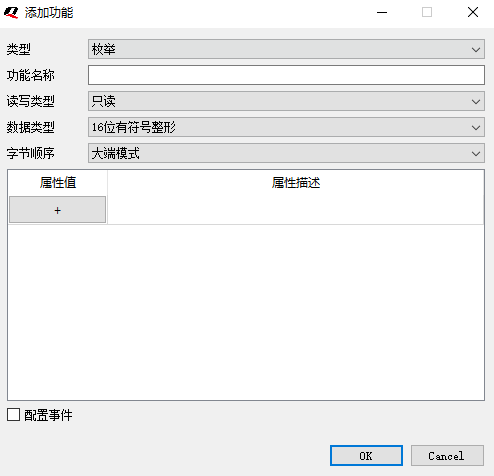 添加功能
类型 枚举
功能名称
读写类型 只读
数据类型 16位有符号整形
字节顺序 大端模式
属性值 属性描述
+
配置事件
OK Cancel